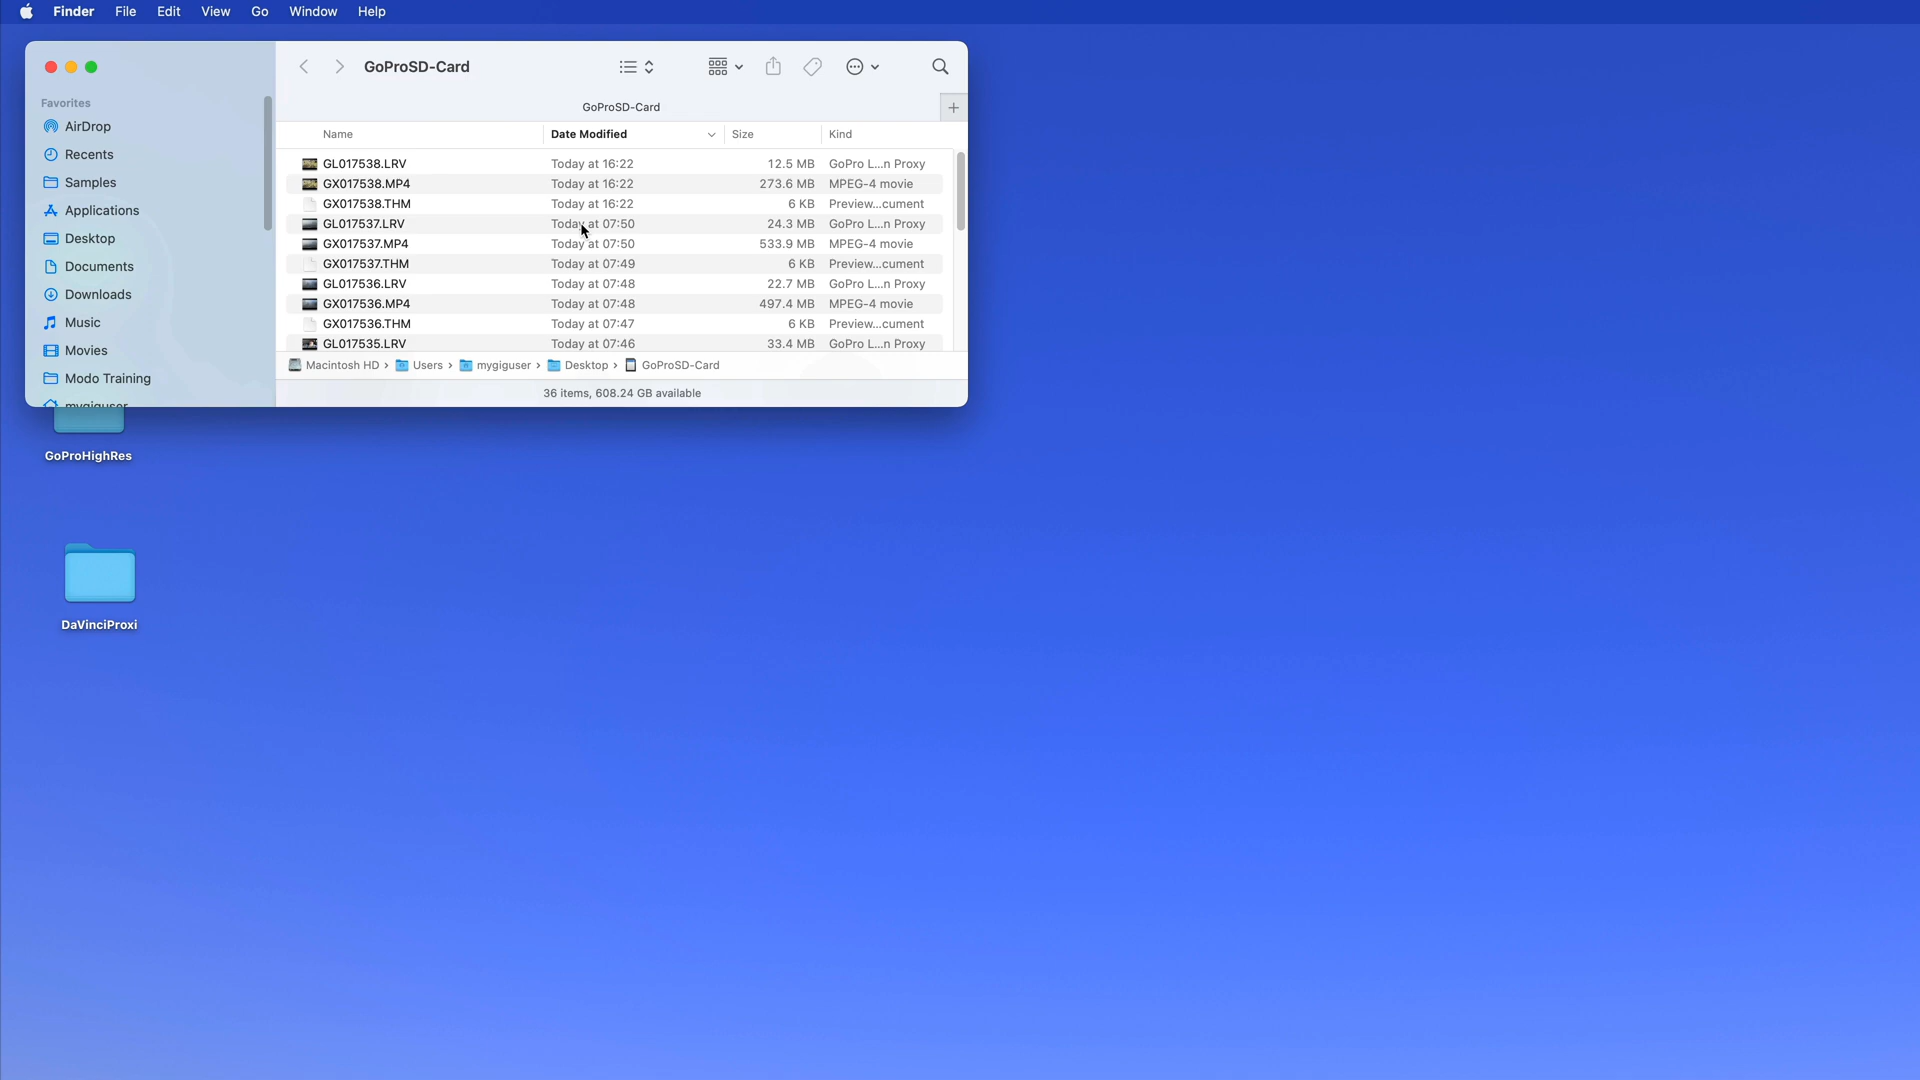 Finder File Edit View Go Window Help
GoProSD-Card
GoProSD-Card
Favorites
AirDrop
Recents
Samples
Applications
Desktop
Documents
Downloads
Music
Movies
Modo Training
mygiguser
Name Date Modified Size Kind
GL017538.LRV Today at 16:22 12.5 MB GoPro L...n Proxy
GX017538.MP4 Today at 16:22 273.6 MB MPEG-4 movie
GX017538.THM Today at 16:22 6 KB Preview...cument
GL017537.LRV Today at 07:50 24.3 MB GoPro L...n Proxy
GX017537.MP4 Today at 07:50 533.9 MB MPEG-4 movie
GX017537.THM Today at 07:49 6 KB Preview...cument
GL017536.LRV Today at 07:48 22.7 MB GoPro L...n Proxy
GX017536.MP4 Today at 07:48 497.4 MB MPEG-4 movie
GX017536.THM Today at 07:47 6 KB Preview...cument
GL017535.LRV Today at 07:46 33.4 MB GoPro L...n Proxy
Macintosh HD › Users › mygiguser › Desktop › GoProSD-Card
36 items, 608.24 GB available
GoProHighRes
DaVinciProxi